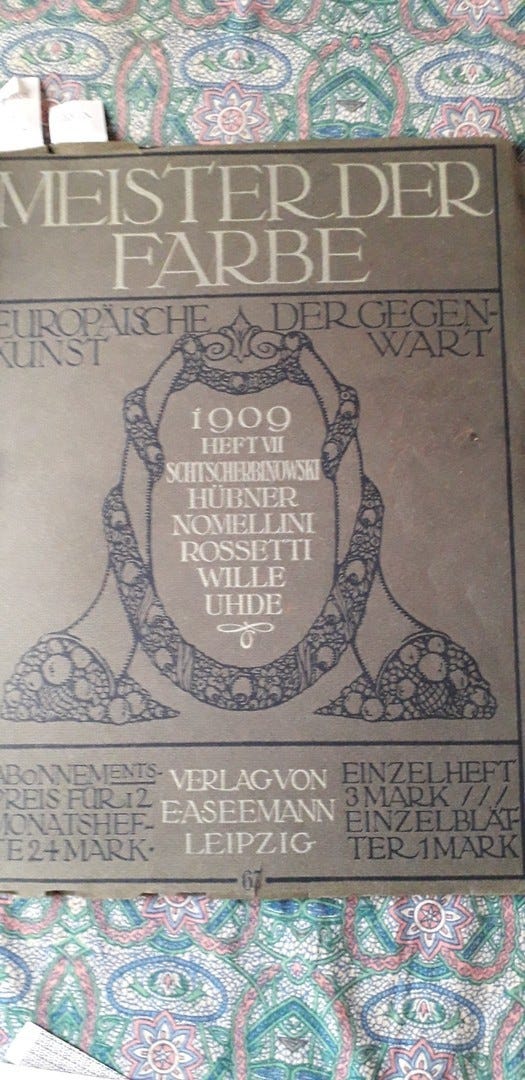 MEISTER DER
FARBE
EUROPÄISCHE DER GEGEN-
KUNST WART
1909
HEFT VII
SCHTSCHERBINOWSKI
HÜBNER
NOMELLINI
ROSSETTI
WILLE
UHDE
ABONNEMENTS-
PREIS FÜR 12
MONATSHEF-
TE 24 MARK.
VERLAG VON
E.A.SEEMANN
LEIPZIG
EINZELHEFT
3 MARK ///
EINZELBLÄT-
TER 1 MARK
67